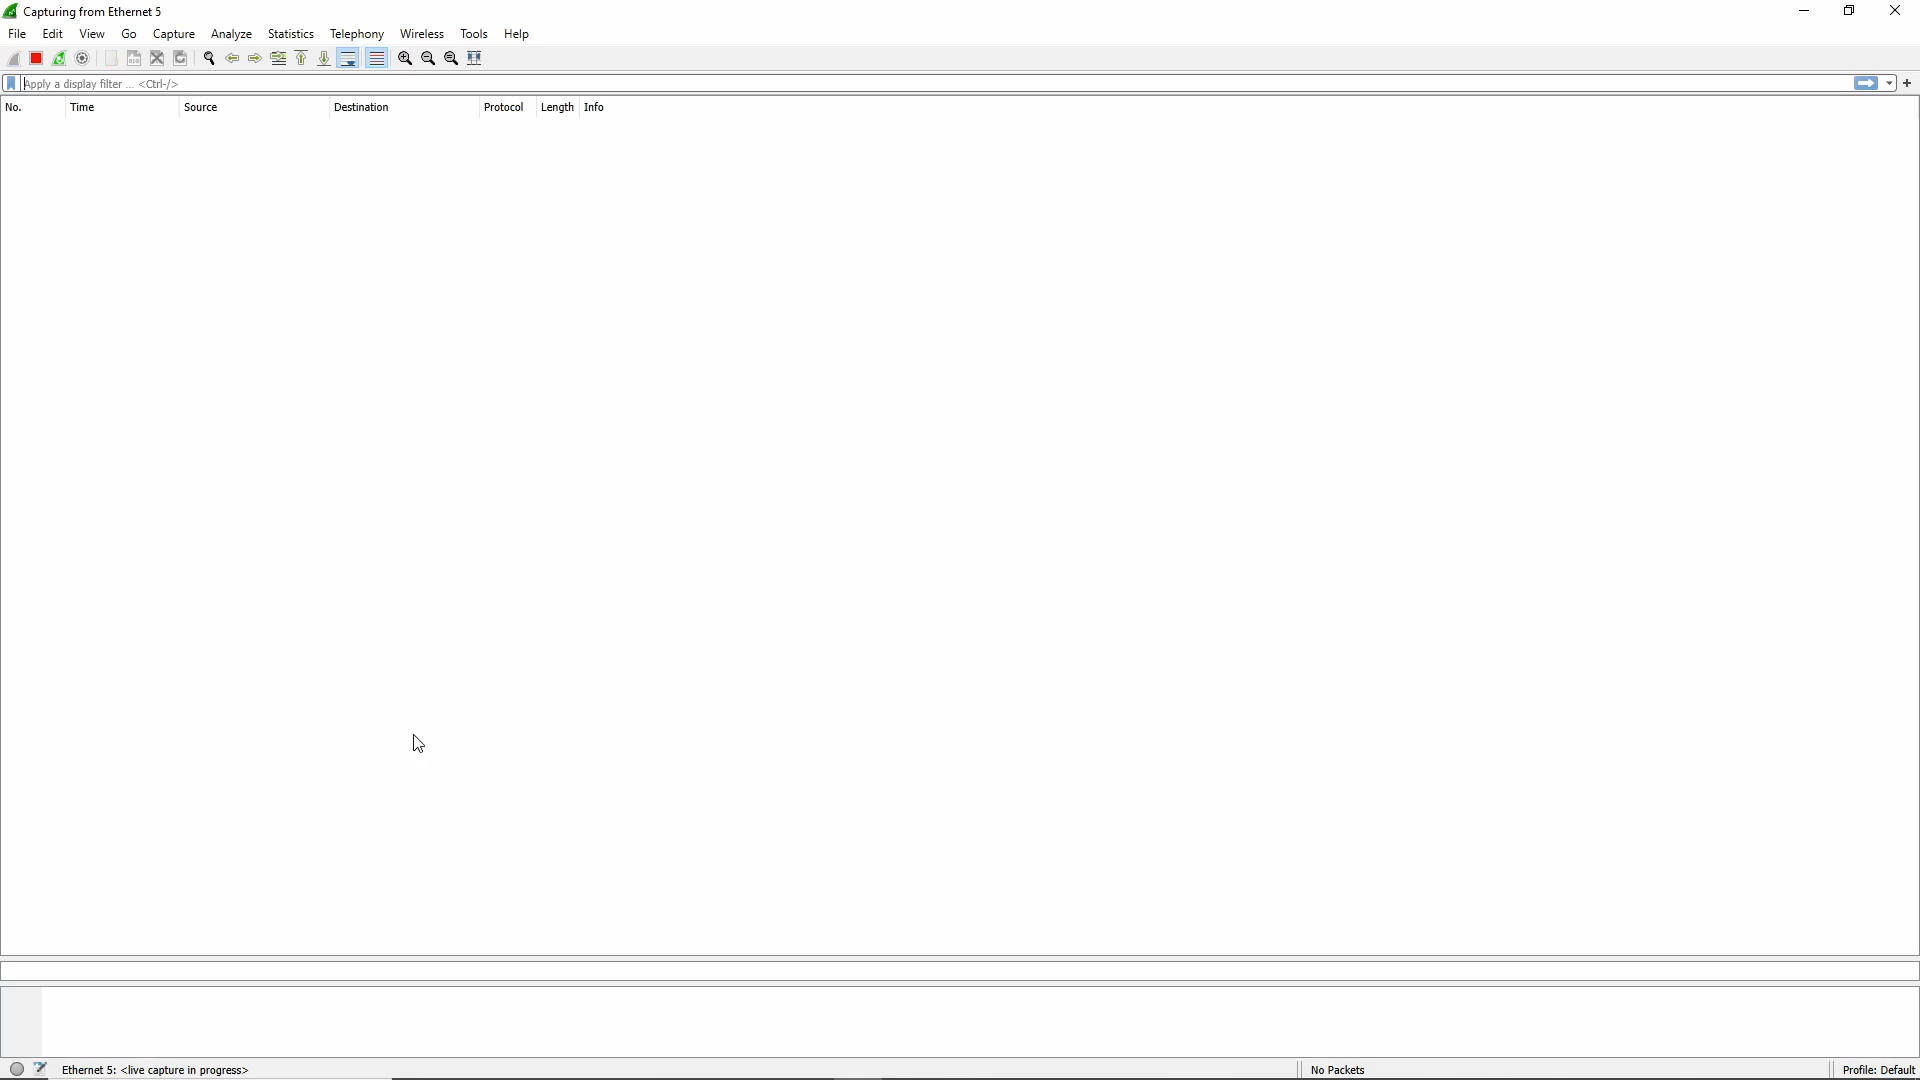 Capturing from Ethernet 5
File Edit View Go Capture Analyze Statistics Telephony Wireless Tools Help
Apply a display filter ... <Ctrl-/>
No. Time Source Destination Protocol Length Info
Ethernet 5: <live capture in progress> No Packets Profile: Default